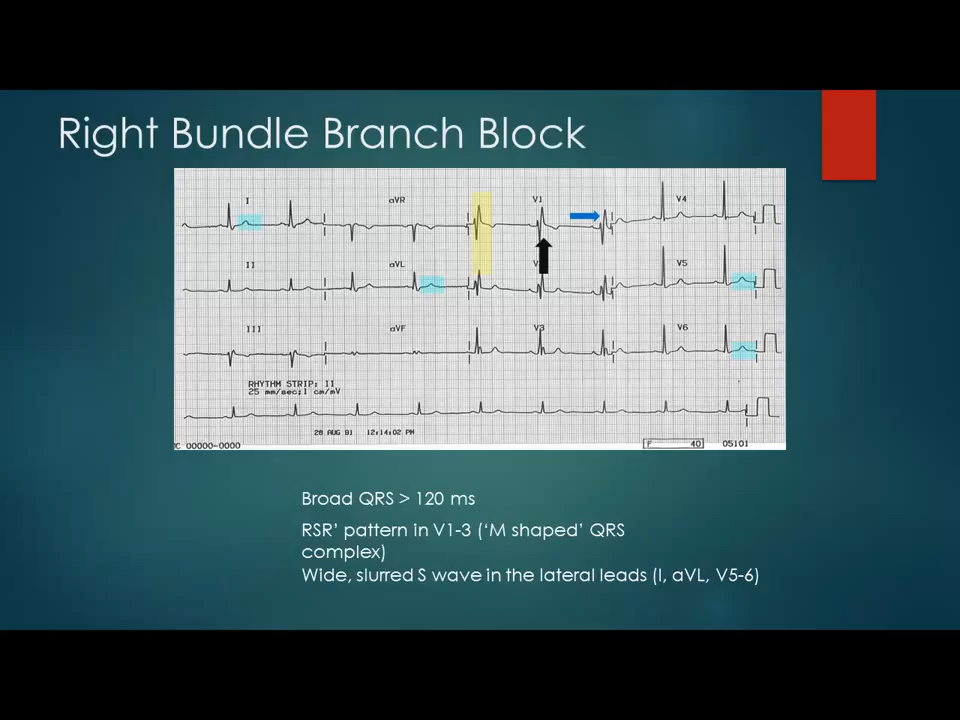 Right Bundle Branch Block
I aVR V1 V4
II aVL V5
III aVF V3 V6
RHYTHM STRIP: II
25 mm/sec;1 cm/mV
28 AUG 91 12:14:02 PM
00000-0000 F 40 05101
Broad QRS > 120 ms
RSR’ pattern in V1-3 (‘M shaped’ QRS
complex)
Wide, slurred S wave in the lateral leads (I, aVL, V5-6)